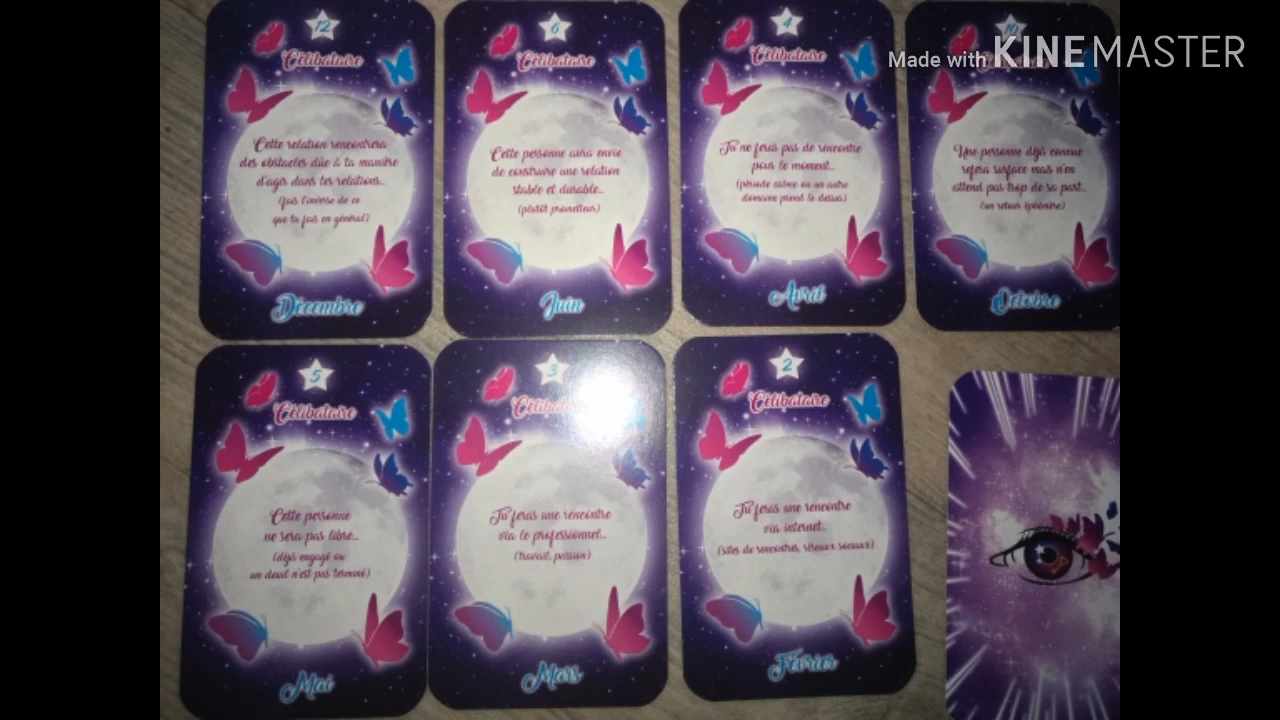 Made with KINEMASTER
12
Célibataire
Cette relation rencontrera
des obstacles dûe à ta manière
d'agir dans tes relations...
(fais l'inverse de ce
que tu fais en général)
Décembre
6
Célibataire
Cette personne aura envie
de construire une relation
stable et durable...
(plutôt prometteur)
Juin
4
Célibataire
Tu ne feras pas de rencontre
pour le moment...
(période calme ou un autre
domaine prend le dessus)
Avril
10
Une personne déjà connue
refera surface mais n'en
attend pas trop de sa part...
(un retour éphémère)
Octobre
5
Célibataire
Cette personne
ne sera pas libre...
(déjà engagé ou
un deuil n'est pas terminé)
Mai
3
Célibataire
Tu feras une rencontre
via le professionnel...
(travail, passion)
Mars
2
Célibataire
Tu feras une rencontre
via internet...
(sites de rencontres, réseaux sociaux)
Février